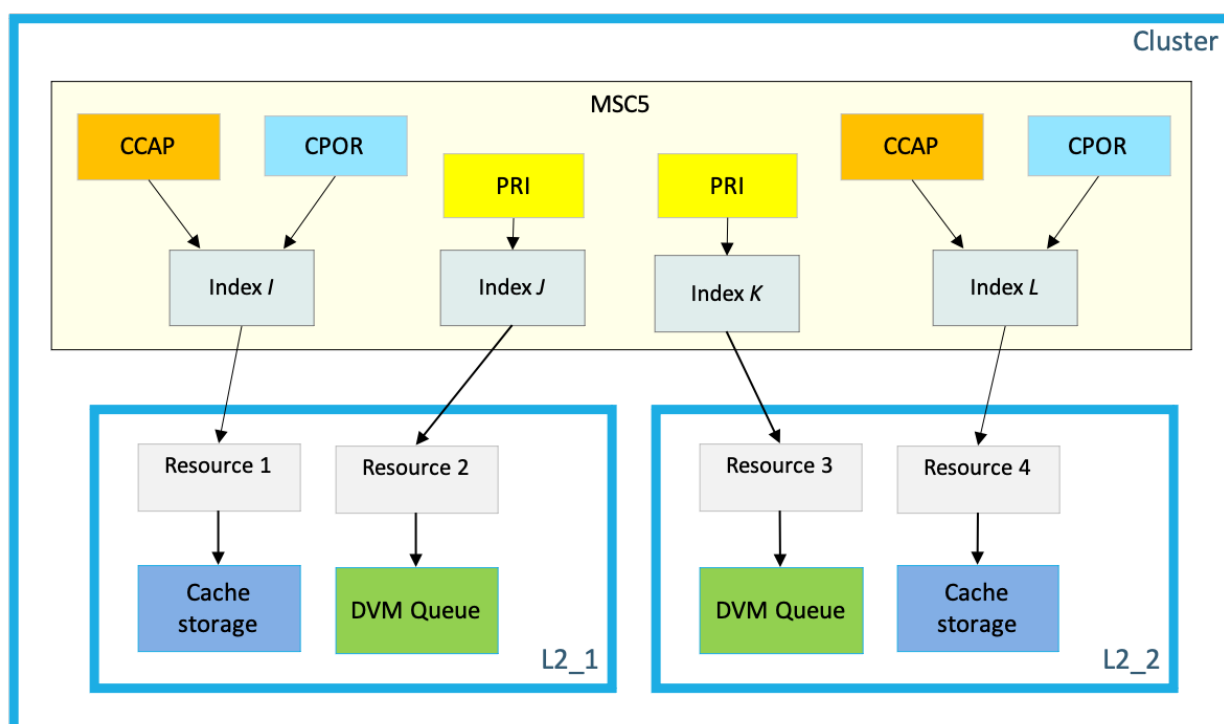 Cluster
MSC5
CCAP
CPOR
PRI
PRI
CCAP
CPOR
Index I
Index J
Index K
Index L
Resource 1
Resource 2
Resource 3
Resource 4
Cache
storage
DVM Queue
DVM Queue
Cache
storage
L2_1
L2_2